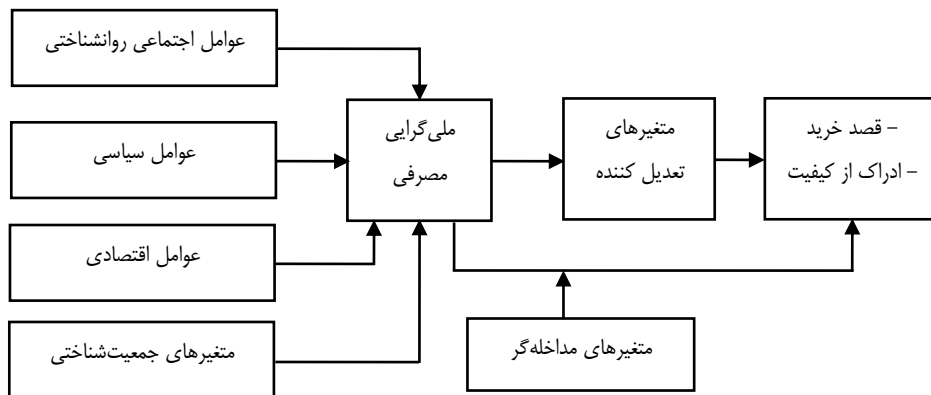 عوامل اجتماعی روانشناختی
عوامل سیاسی
عوامل اقتصادی
متغیرهای جمعیت‌شناختی
ملی‌گرایی
مصرفی
متغیرهای
تعدیل کننده
– قصد خرید
– ادراک از کیفیت
متغیرهای مداخله‌گر